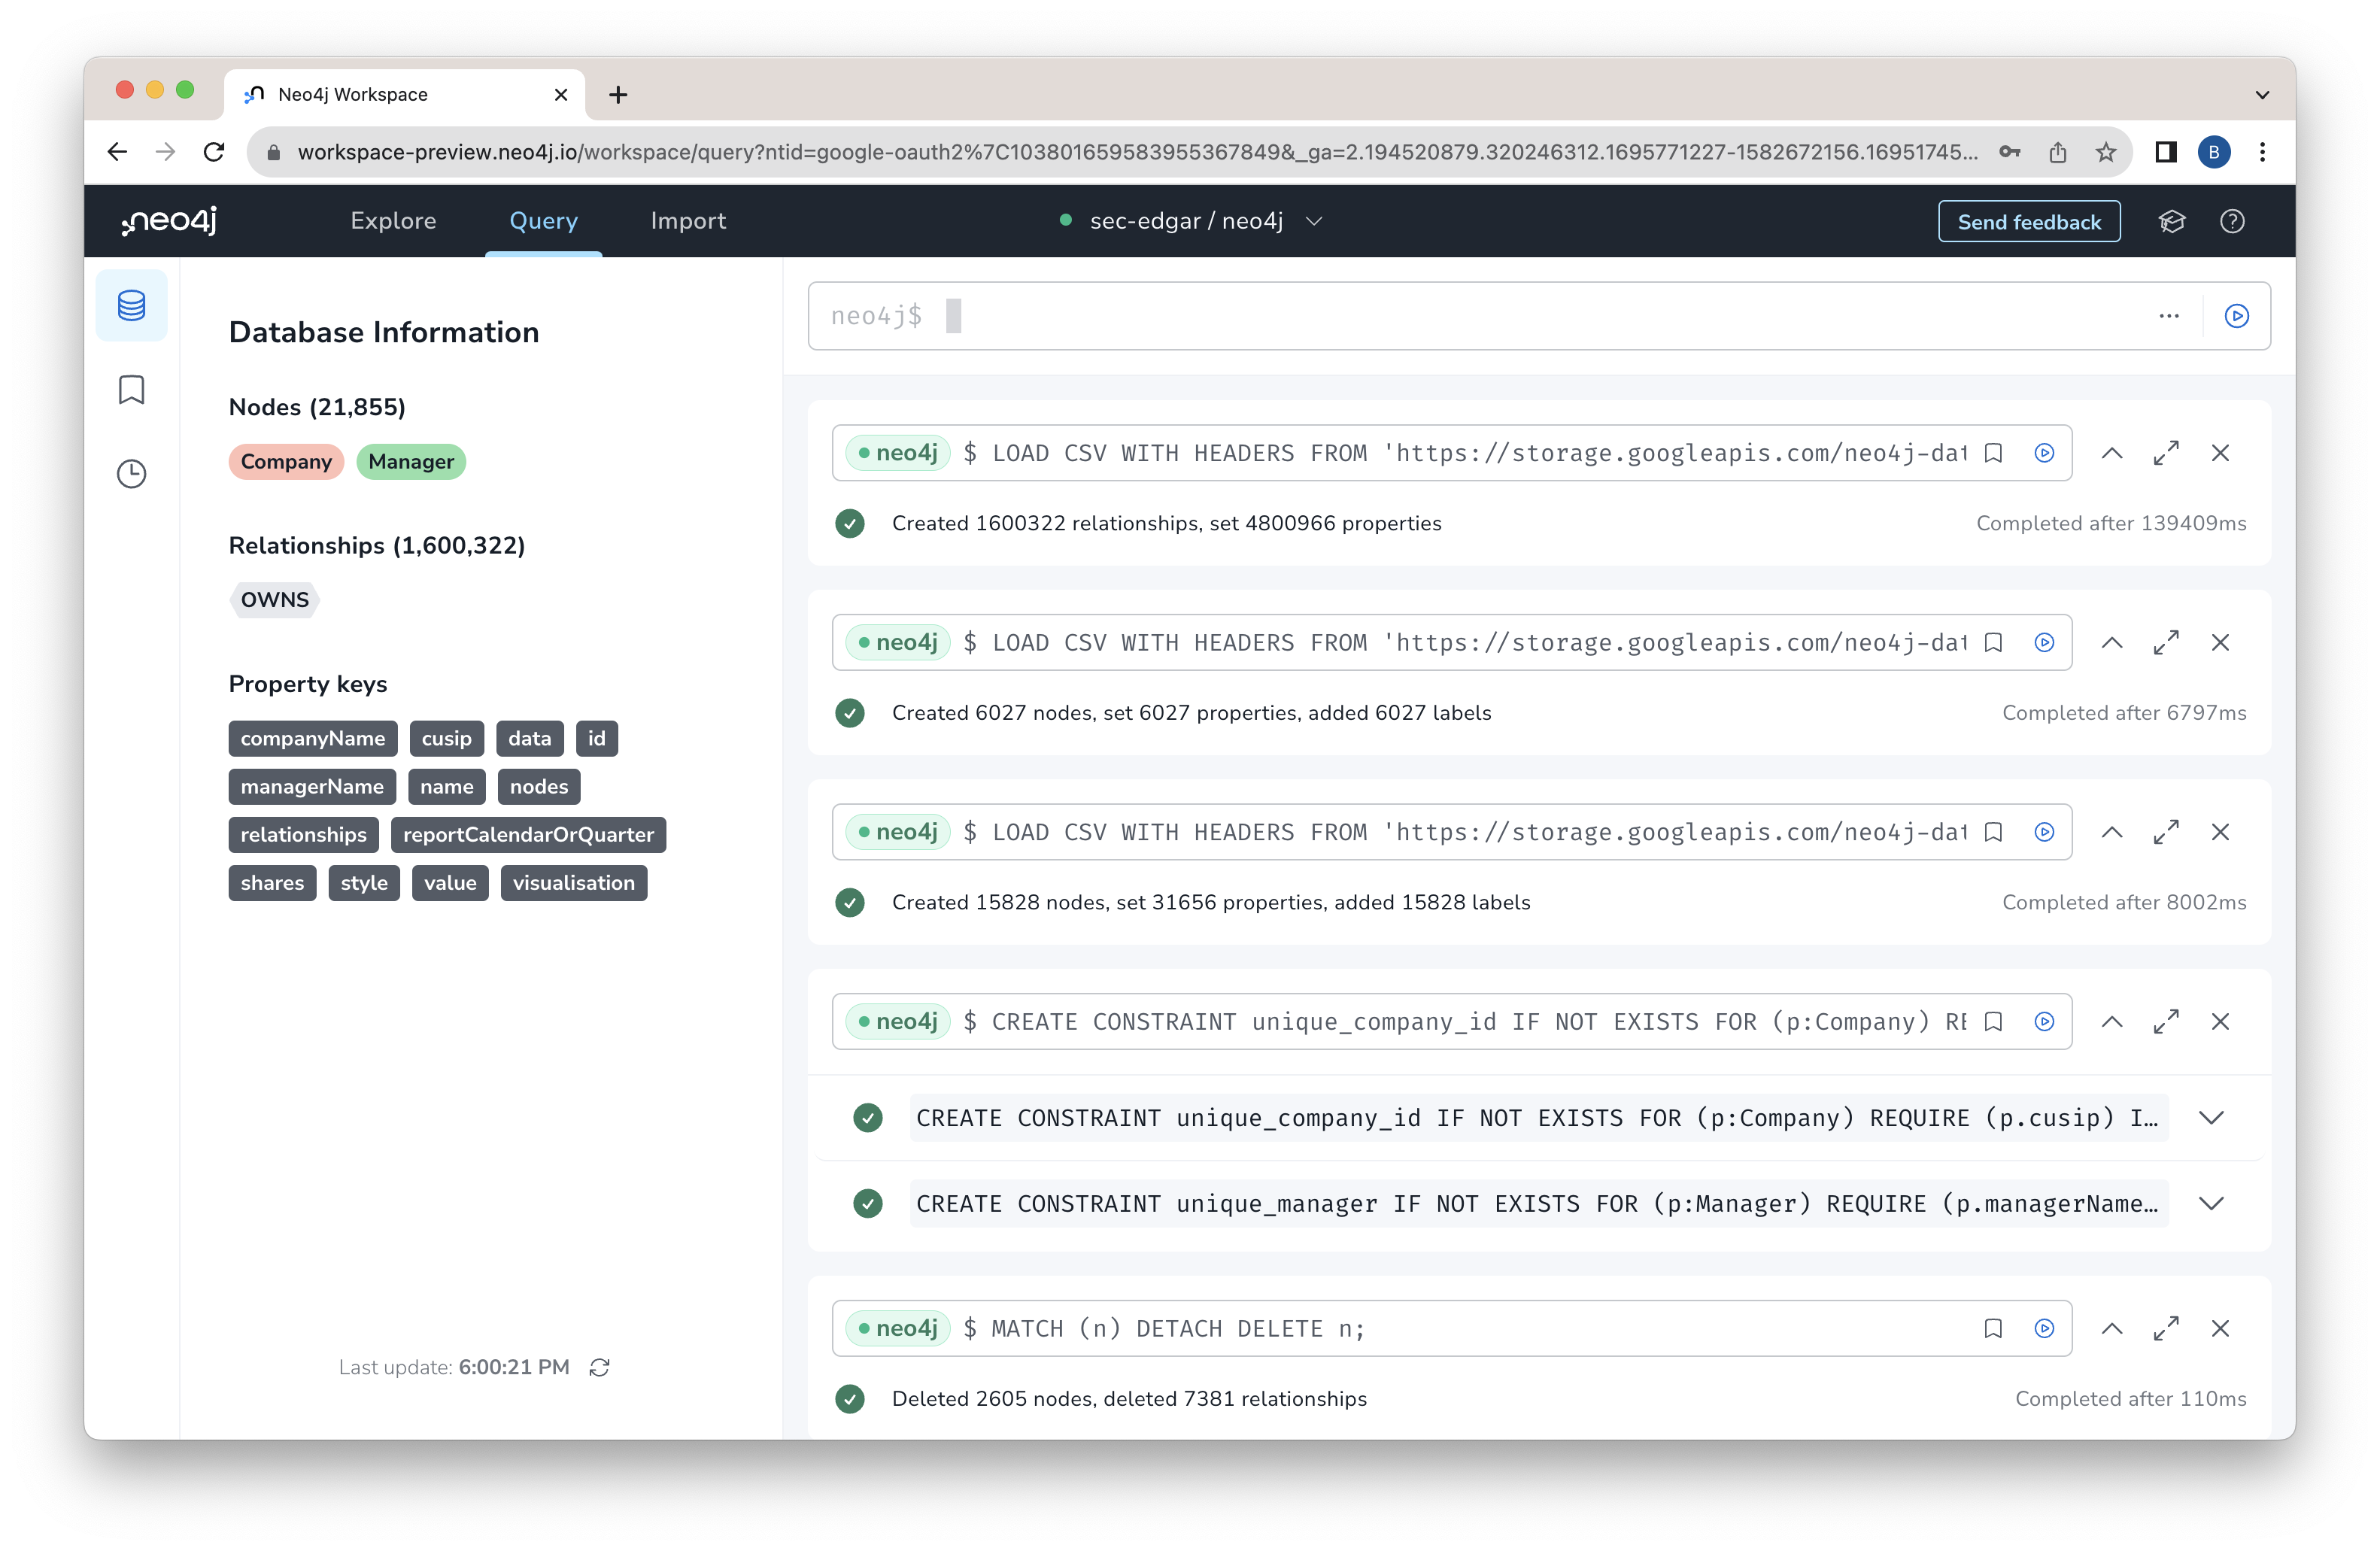 Neo4j Workspace
workspace-preview.neo4j.io/workspace/query?ntid=google-oauth2%7C103801659583955367849&_ga=2.194520879.320246312.1695771227-1582672156.16951745...
B
neo4j
Explore
Query
Import
sec-edgar / neo4j
Send feedback
Database Information
Nodes (21,855)
Company Manager
Relationships (1,600,322)
OWNS
Property keys
companyName cusip data id
managerName name nodes
relationships reportCalendarOrQuarter
shares style value visualisation
Last update: 6:00:21 PM
neo4j$
neo4j $ LOAD CSV WITH HEADERS FROM 'https://storage.googleapis.com/neo4j-dat
Created 1600322 relationships, set 4800966 properties
Completed after 139409ms
neo4j $ LOAD CSV WITH HEADERS FROM 'https://storage.googleapis.com/neo4j-dat
Created 6027 nodes, set 6027 properties, added 6027 labels
Completed after 6797ms
neo4j $ LOAD CSV WITH HEADERS FROM 'https://storage.googleapis.com/neo4j-dat
Created 15828 nodes, set 31656 properties, added 15828 labels
Completed after 8002ms
neo4j $ CREATE CONSTRAINT unique_company_id IF NOT EXISTS FOR (p:Company) RE
CREATE CONSTRAINT unique_company_id IF NOT EXISTS FOR (p:Company) REQUIRE (p.cusip) I…
CREATE CONSTRAINT unique_manager IF NOT EXISTS FOR (p:Manager) REQUIRE (p.managerName…
neo4j $ MATCH (n) DETACH DELETE n;
Deleted 2605 nodes, deleted 7381 relationships
Completed after 110ms